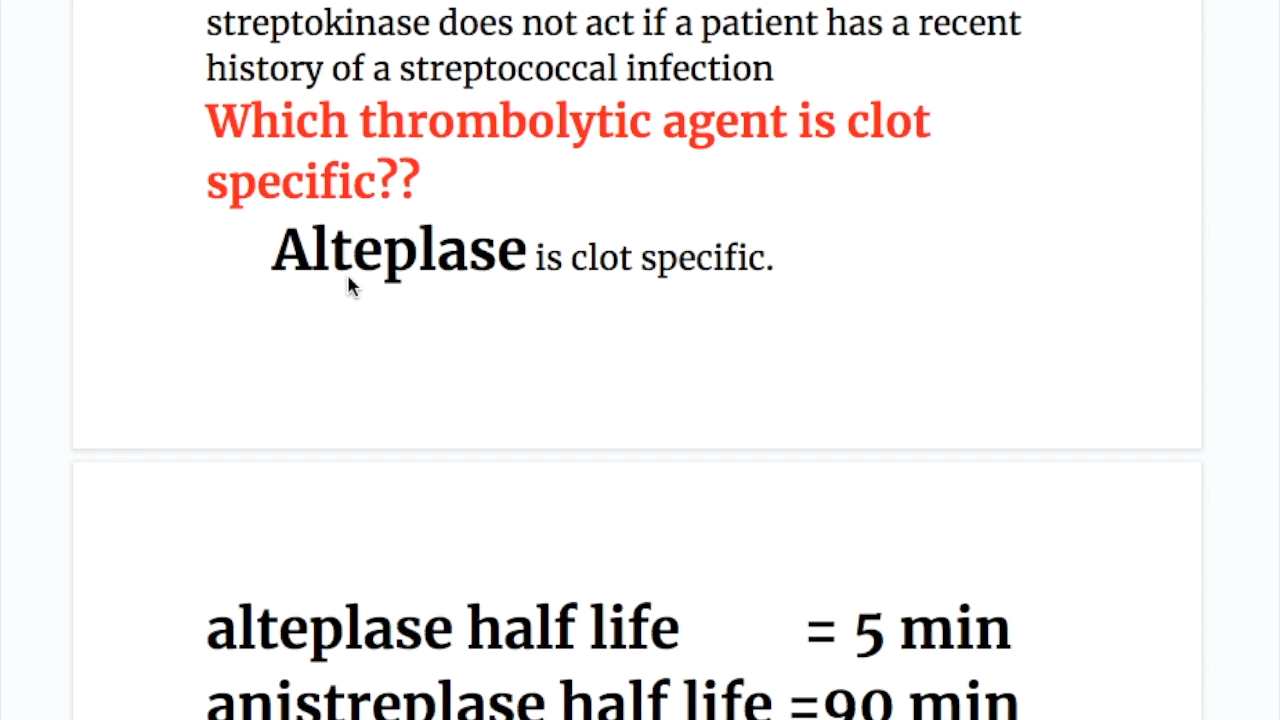 streptokinase does not act if a patient has a recent
history of a streptococcal infection
Which thrombolytic agent is clot
specific??
Alteplase is clot specific.
alteplase half life = 5 min
anistreplase half life =90 min